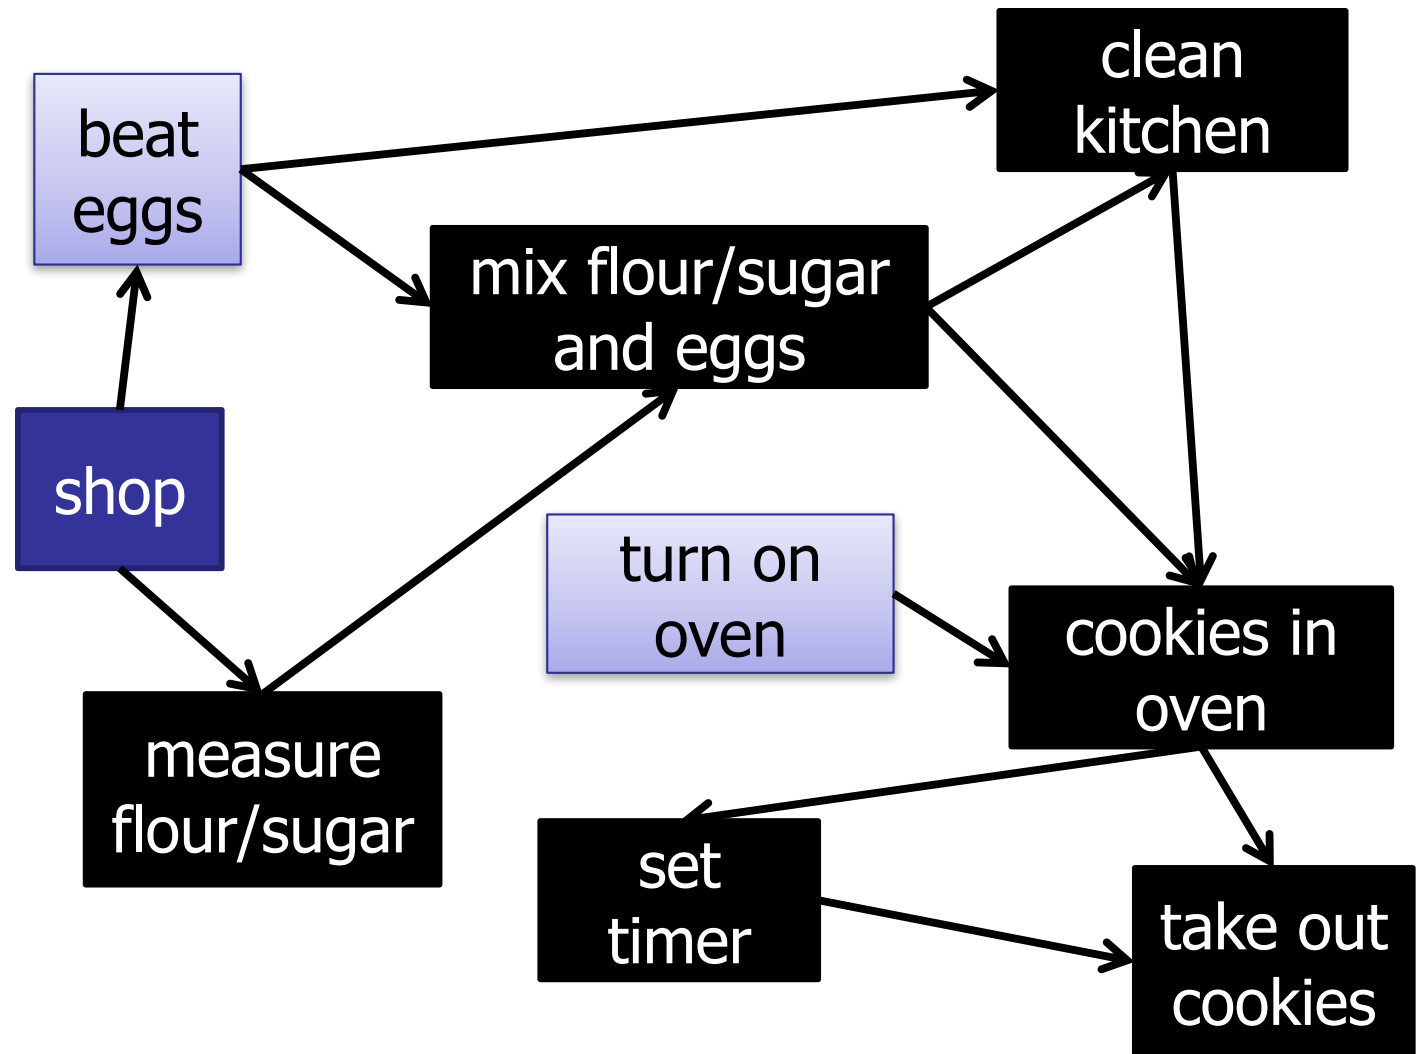 clean
kitchen
beat
eggs
mix flour/sugar
and eggs
shop
turn on
oven
cookies in
oven
measure
flour/sugar
set
timer
take out
cookies